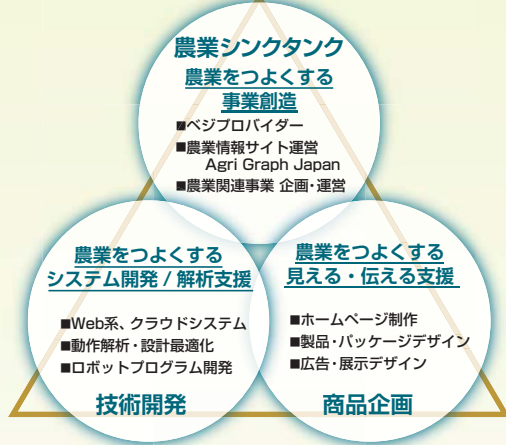 農業シンクタンク
農業をつよくする
事業創造
■ベジプロバイダー
■農業情報サイト運営
Agri Graph Japan
■農業関連事業 企画・運営
農業をつよくする
システム開発 / 解析支援
■Web系、クラウドシステム
■動作解析・設計最適化
■ロボットプログラム開発
技術開発
農業をつよくする
見える・伝える支援
■ホームページ制作
■製品・パッケージデザイン
■広告・展示デザイン
商品企画